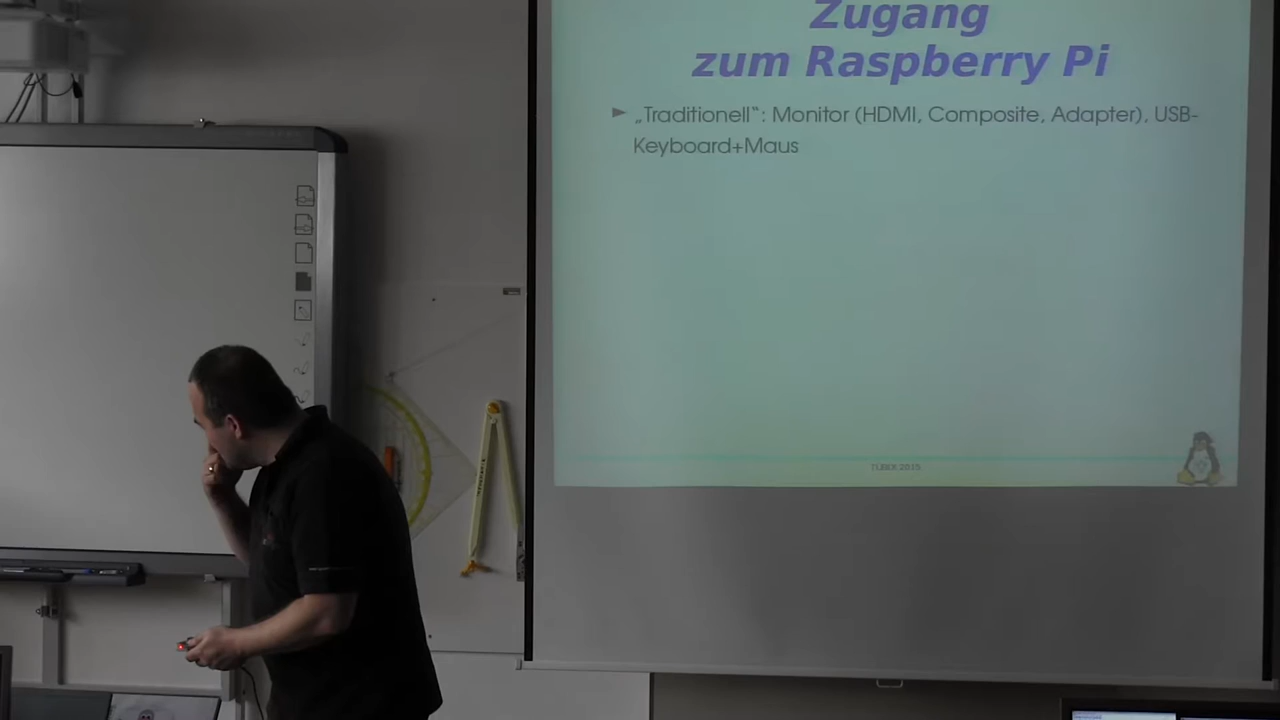 Zugang
zum Raspberry Pi
► „Traditionell“: Monitor (HDMI, Composite, Adapter), USB-
Keyboard+Maus